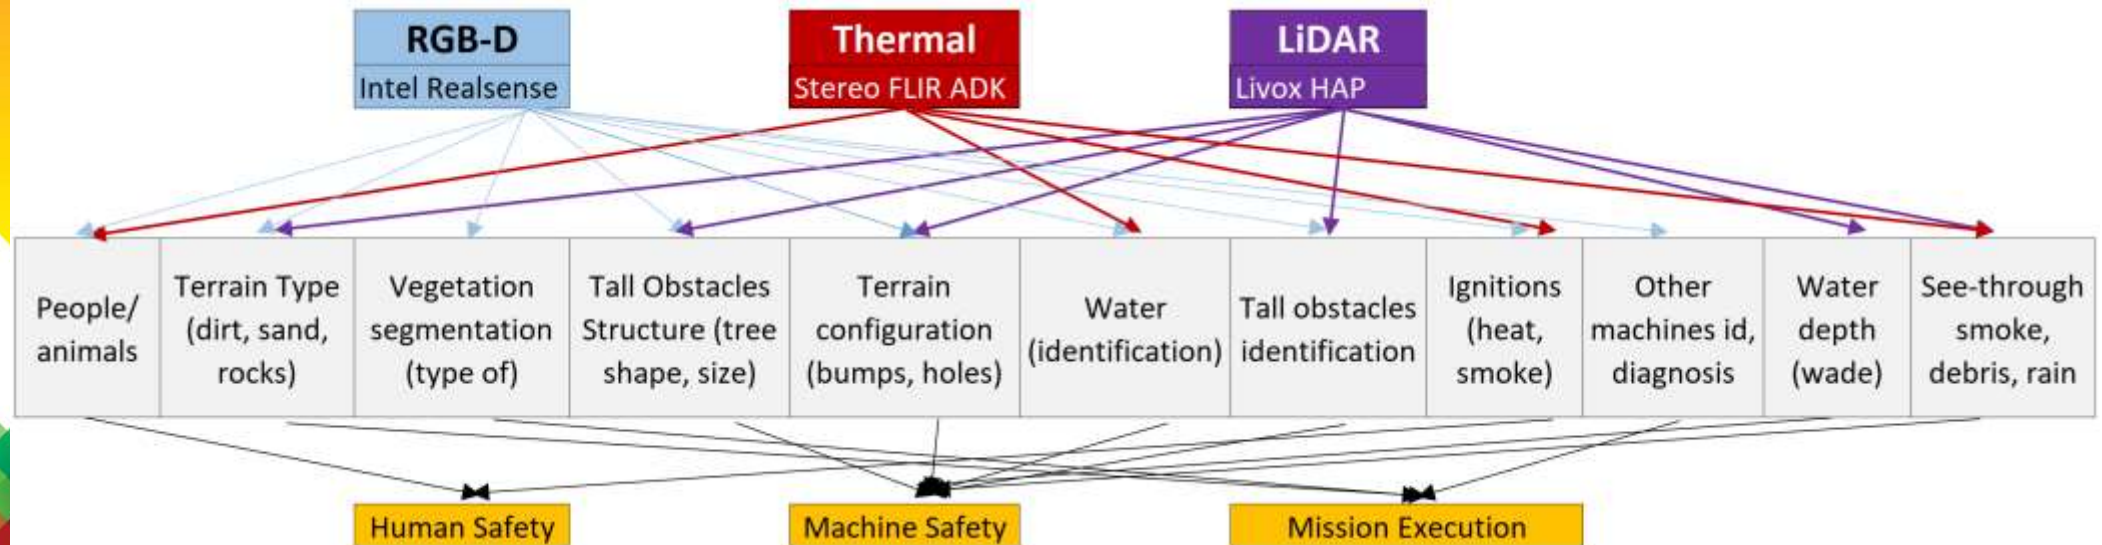 RGB-D
Intel Realsense
Thermal
Stereo FLIR ADK
LiDAR
Livox HAP
People/
animals
Terrain Type
(dirt, sand,
rocks)
Vegetation
segmentation
(type of)
Tall Obstacles
Structure (tree
shape, size)
Terrain
configuration
(bumps, holes)
Water
(identification)
Tall obstacles
identification
Ignitions
(heat,
smoke)
Other
machines id,
diagnosis
Water
depth
(wade)
See-through
smoke,
debris, rain
Human Safety
Machine Safety
Mission Execution